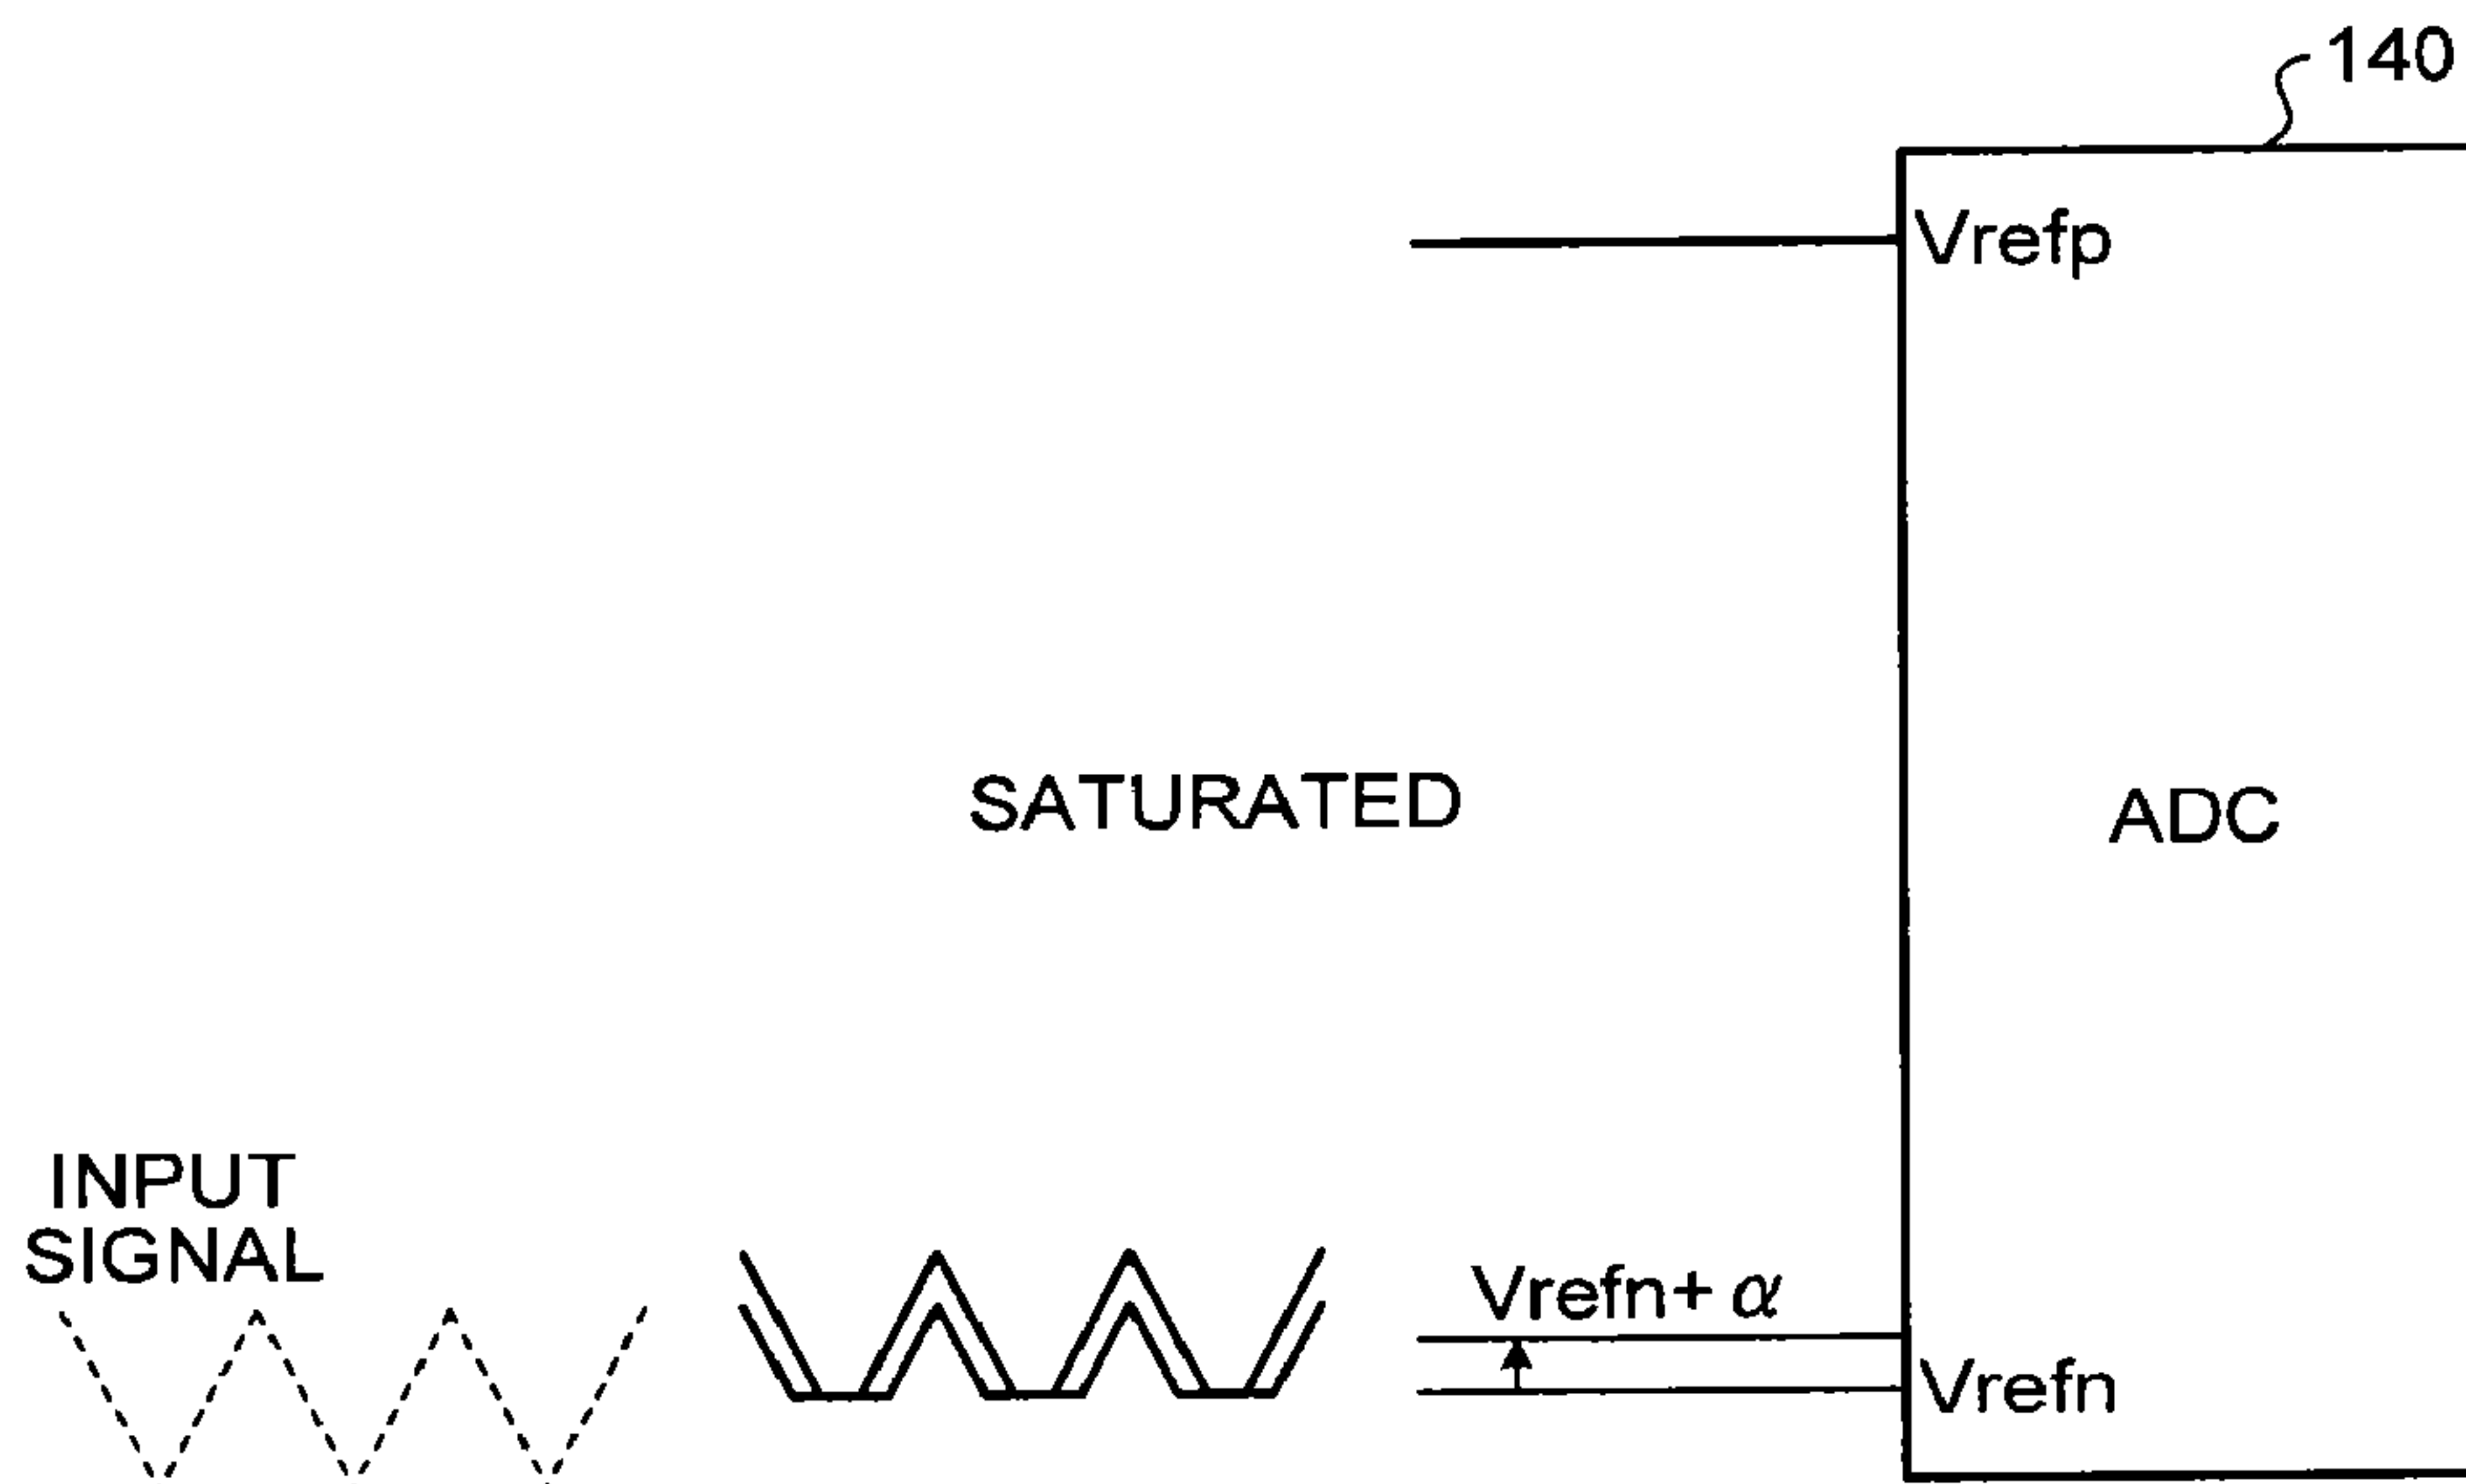 140
Vrefp
SATURATED
ADC
INPUT
SIGNAL
Vrefn+ α
Vrefn